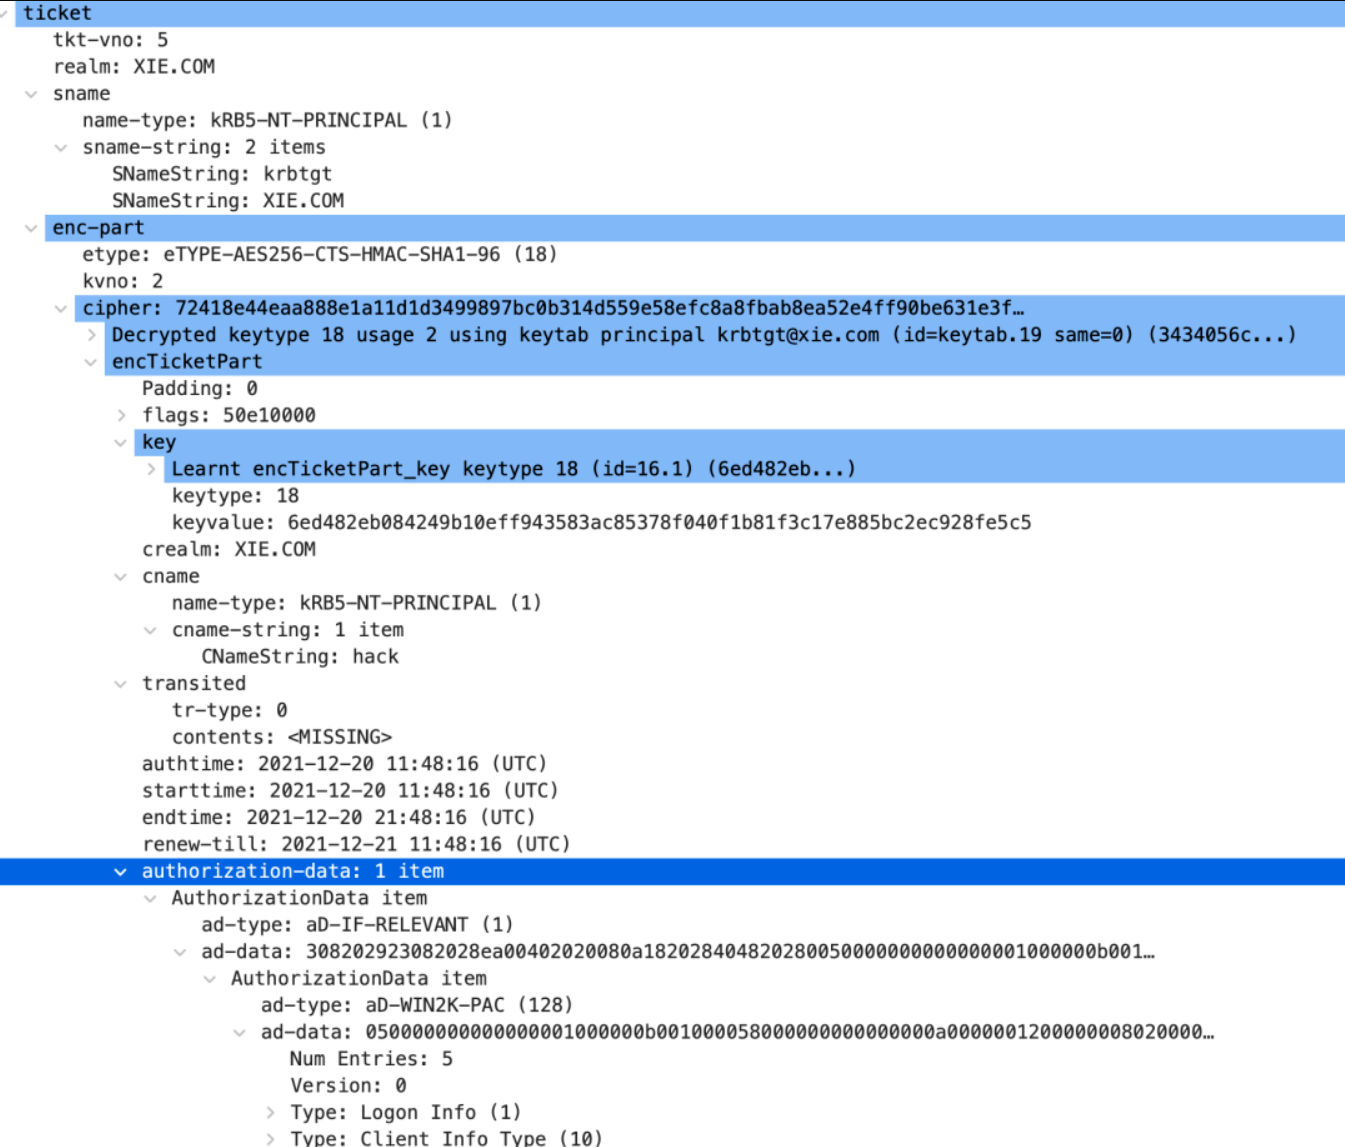 ticket
tkt-vno: 5
realm: XIE.COM
sname
name-type: kRB5-NT-PRINCIPAL (1)
sname-string: 2 items
SNameString: krbtgt
SNameString: XIE.COM
enc-part
etype: eTYPE-AES256-CTS-HMAC-SHA1-96 (18)
kvno: 2
cipher: 72418e44eaa888e1a11d1d3499897bc0b314d559e58efc8a8fbab8ea52e4ff90be631e3f…
Decrypted keytype 18 usage 2 using keytab principal krbtgt@xie.com (id=keytab.19 same=0) (3434056c...)
encTicketPart
Padding: 0
flags: 50e10000
key
Learnt encTicketPart_key keytype 18 (id=16.1) (6ed482eb...)
keytype: 18
keyvalue: 6ed482eb084249b10eff943583ac85378f040f1b81f3c17e885bc2ec928fe5c5
crealm: XIE.COM
cname
name-type: kRB5-NT-PRINCIPAL (1)
cname-string: 1 item
CNameString: hack
transited
tr-type: 0
contents: <MISSING>
authtime: 2021-12-20 11:48:16 (UTC)
starttime: 2021-12-20 11:48:16 (UTC)
endtime: 2021-12-20 21:48:16 (UTC)
renew-till: 2021-12-21 11:48:16 (UTC)
authorization-data: 1 item
AuthorizationData item
ad-type: aD-IF-RELEVANT (1)
ad-data: 308202923082028ea00402020080a182028404820280050000000000000001000000b001…
AuthorizationData item
ad-type: aD-WIN2K-PAC (128)
ad-data: 050000000000000001000000b0010000580000000000000000a0000001200000008020000…
Num Entries: 5
Version: 0
Type: Logon Info (1)
Type: Client Info Type (10)